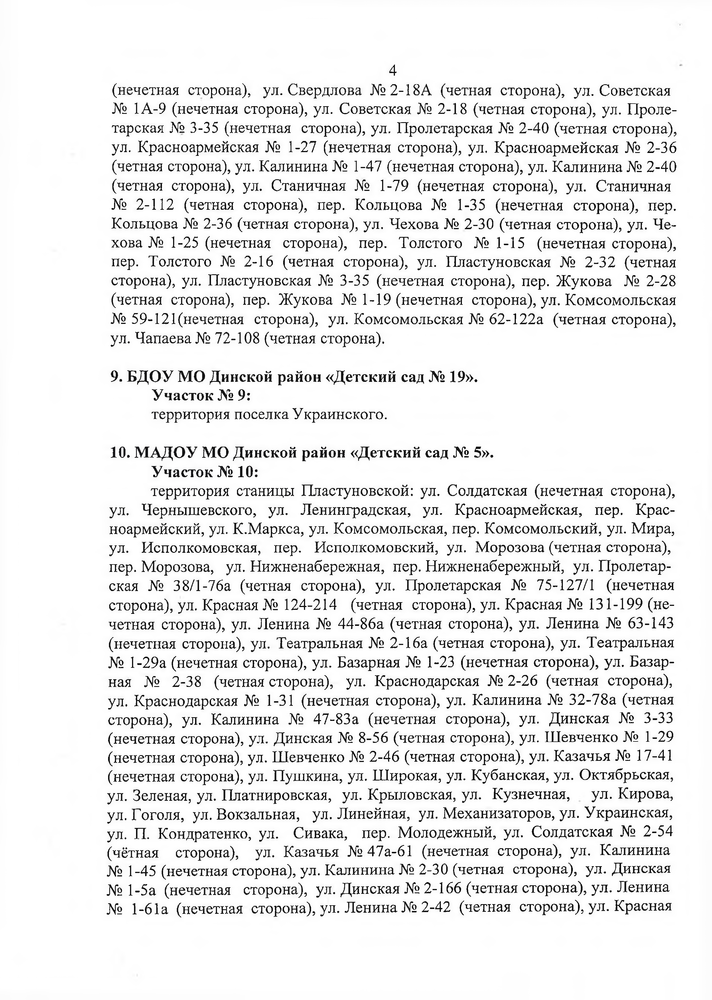 4
(нечетная сторона), ул. Свердлова № 2-18А (четная сторона), ул. Советская
№ 1А-9 (нечетная сторона), ул. Советская № 2-18 (четная сторона), ул. Проле-
тарская № 3-35 (нечетная сторона), ул. Пролетарская № 2-40 (четная сторона),
ул. Красноармейская № 1-27 (нечетная сторона), ул. Красноармейская № 2-36
(четная сторона), ул. Калинина № 1-47 (нечетная сторона), ул. Калинина № 2-40
(четная сторона), ул. Станичная № 1-79 (нечетная сторона), ул. Станичная
№ 2-112 (четная сторона), пер. Кольцова № 1-35 (нечетная сторона), пер.
Кольцова № 2-36 (четная сторона), ул. Чехова № 2-30 (четная сторона), ул. Че-
хова № 1-25 (нечетная сторона), пер. Толстого № 1-15 (нечетная сторона),
пер. Толстого № 2-16 (четная сторона), ул. Пластуновская № 2-32 (четная
сторона), ул. Пластуновская № 3-35 (нечетная сторона), пер. Жукова № 2-28
(четная сторона), пер. Жукова № 1-19 (нечетная сторона), ул. Комсомольская
№ 59-121(нечетная сторона), ул. Комсомольская № 62-122а (четная сторона),
ул. Чапаева № 72-108 (четная сторона).
9. БДОУ МО Динской район «Детский сад № 19».
Участок № 9:
территория поселка Украинского.
10. МАДОУ МО Динской район «Детский сад № 5».
Участок № 10:
территория станицы Пластуновской: ул. Солдатская (нечетная сторона),
ул. Чернышевского, ул. Ленинградская, ул. Красноармейская, пер. Крас-
ноармейский, ул. К.Маркса, ул. Комсомольская, пер. Комсомольский, ул. Мира,
ул. Исполкомовская, пер. Исполкомовский, ул. Морозова (четная сторона),
пер. Морозова, ул. Нижненабережная, пер. Нижненабережный, ул. Пролетар-
ская № 38/1-76а (четная сторона), ул. Пролетарская № 75-127/1 (нечетная
сторона), ул. Красная № 124-214 (четная сторона), ул. Красная № 131-199 (не-
четная сторона), ул. Ленина № 44-86а (четная сторона), ул. Ленина № 63-143
(нечетная сторона), ул. Театральная № 2-16а (четная сторона), ул. Театральная
№ 1-29а (нечетная сторона), ул. Базарная № 1-23 (нечетная сторона), ул. Базар-
ная № 2-38 (четная сторона), ул. Краснодарская № 2-26 (четная сторона),
ул. Краснодарская № 1-31 (нечетная сторона), ул. Калинина № 32-78а (четная
сторона), ул. Калинина № 47-83а (нечетная сторона), ул. Динская № 3-33
(нечетная сторона), ул. Динская № 8-56 (четная сторона), ул. Шевченко № 1-29
(нечетная сторона), ул. Шевченко № 2-46 (четная сторона), ул. Казачья № 17-41
(нечетная сторона), ул. Пушкина, ул. Широкая, ул. Кубанская, ул. Октябрьская,
ул. Зеленая, ул. Платнировская, ул. Крыловская, ул. Кузнечная, ул. Кирова,
ул. Гоголя, ул. Вокзальная, ул. Линейная, ул. Механизаторов, ул. Украинская,
ул. П. Кондратенко, ул. Сивака, пер. Молодежный, ул. Солдатская № 2-54
(чётная сторона), ул. Казачья № 47а-61 (нечетная сторона), ул. Калинина
№ 1-45 (нечетная сторона), ул. Калинина № 2-30 (четная сторона), ул. Динская
№ 1-5а (нечетная сторона), ул. Динская № 2-166 (четная сторона), ул. Ленина
№ 1-61а (нечетная сторона), ул. Ленина № 2-42 (четная сторона), ул. Красная